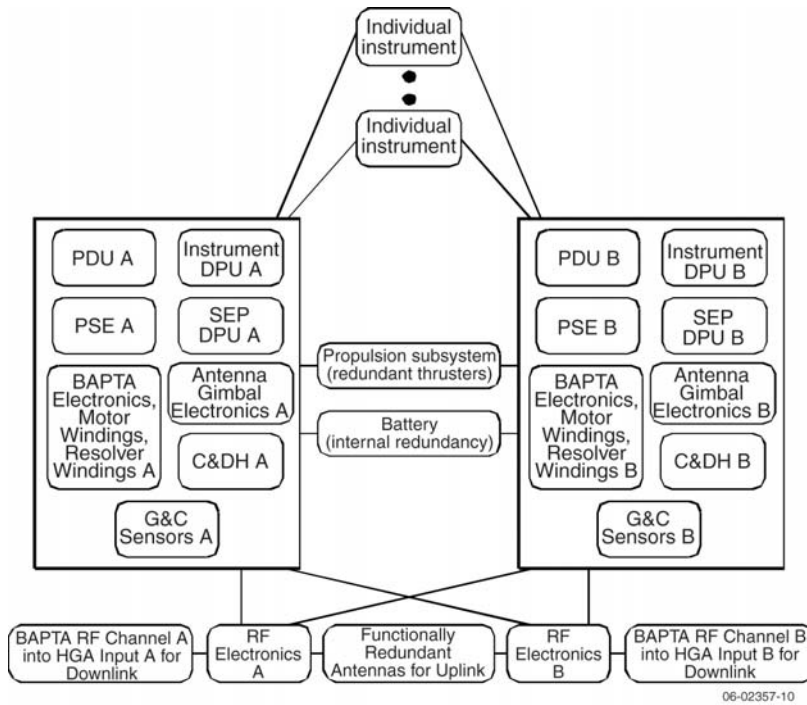 Individual
instrument
Individual
instrument
PDU A
Instrument
DPU A
PSE A
SEP
DPU A
BAPTA
Electronics,
Motor
Windings,
Resolver
Windings A
Antenna
Gimbal
Electronics A
C&DH A
G&C
Sensors A
Propulsion subsystem
(redundant thrusters)
Battery
(internal redundancy)
PDU B
Instrument
DPU B
PSE B
SEP
DPU B
BAPTA
Electronics,
Motor
Windings,
Resolver
Windings B
Antenna
Gimbal
Electronics B
C&DH B
G&C
Sensors B
BAPTA RF Channel A
into HGA Input A for
Downlink
RF
Electronics
A
Functionally
Redundant
Antennas for Uplink
RF
Electronics
B
BAPTA RF Channel B
into HGA Input B for
Downlink
06-02357-10